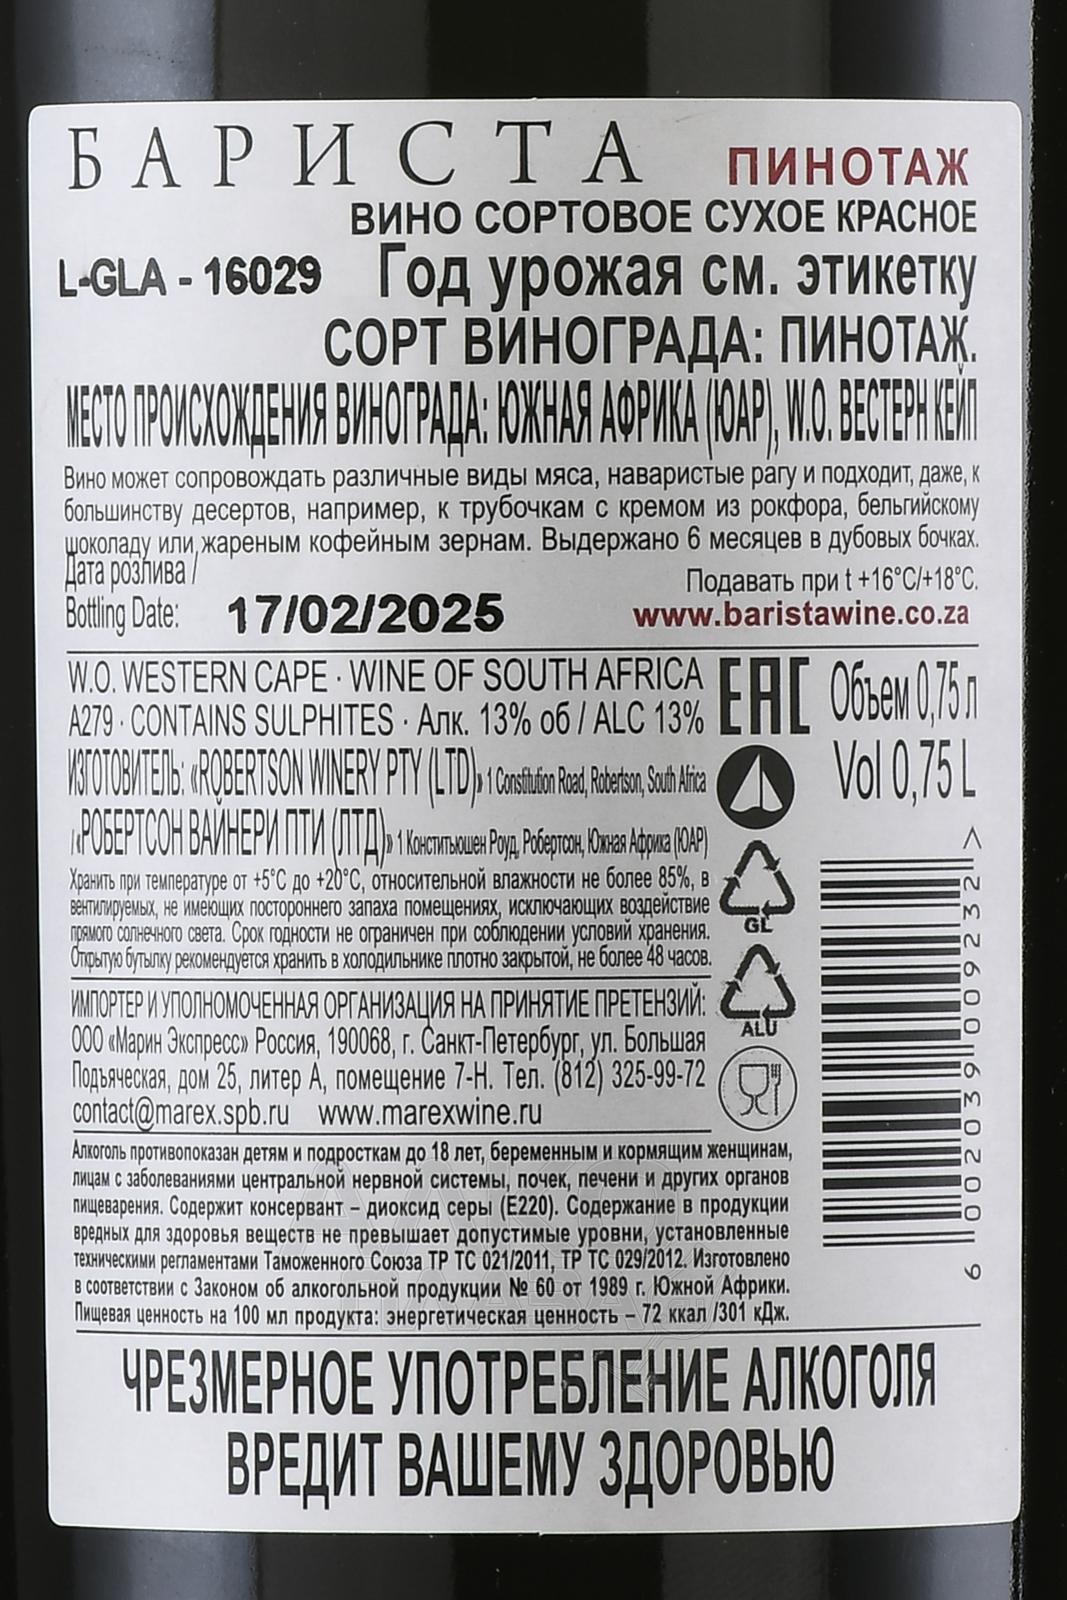 БАРИСТА ПИНОТАЖ
ВИНО СОРТОВОЕ СУХОЕ КРАСНОЕ
L-GLA - 16029 Год урожая см. этикетку
СОРТ ВИНОГРАДА: ПИНОТАЖ.
МЕСТО ПРОИСХОЖДЕНИЯ ВИНОГРАДА: ЮЖНАЯ АФРИКА (ЮАР), W.O. ВЕСТЕРН КЕЙП
Вино может сопровождать различные виды мяса, наваристые рагу и подходит, даже, к
большинству десертов, например, к трубочкам с кремом из рокфора, бельгийскому
шоколаду или жареным кофейным зернам. Выдержано 6 месяцев в дубовых бочках.
Дата розлива /
Bottling Date: 17/02/2025
Подавать при t +16°C/+18°C.
www.baristawine.co.za
W.O. WESTERN CAPE · WINE OF SOUTH AFRICA
A279 · CONTAINS SULPHITES · Алк. 13% об / ALC 13%
EAC
Объем 0,75 л
Vol 0,75 L
ИЗГОТОВИТЕЛЬ: «ROBERTSON WINERY PTY (LTD)» 1 Constitution Road, Robertson, South Africa
/ «РОБЕРТСОН ВАЙНЕРИ ПТИ (ЛТД)» 1 Конститьюшен Роуд, Робертсон, Южная Африка (ЮАР)
Хранить при температуре от +5°C до +20°C, относительной влажности не более 85%, в
вентилируемых, не имеющих постороннего запаха помещениях, исключающих воздействие
прямого солнечного света. Срок годности не ограничен при соблюдении условий хранения.
Открытую бутылку рекомендуется хранить в холодильнике плотно закрытой, не более 48 часов.
GL
ALU
ИМПОРТЕР И УПОЛНОМОЧЕННАЯ ОРГАНИЗАЦИЯ НА ПРИНЯТИЕ ПРЕТЕНЗИЙ:
ООО «Марин Экспресс» Россия, 190068, г. Санкт-Петербург, ул. Большая
Подъяческая, дом 25, литер А, помещение 7-Н. Тел. (812) 325-99-72
contact@marex.spb.ru www.marexwine.ru
6 002039 009232 >
Алкоголь противопоказан детям и подросткам до 18 лет, беременным и кормящим женщинам,
лицам с заболеваниями центральной нервной системы, почек, печени и других органов
пищеварения. Содержит консервант – диоксид серы (Е220). Содержание в продукции
вредных для здоровья веществ не превышает допустимые уровни, установленные
техническими регламентами Таможенного Союза ТР ТС 021/2011, ТР ТС 029/2012. Изготовлено
в соответствии с Законом об алкогольной продукции № 60 от 1989 г. Южной Африки.
Пищевая ценность на 100 мл продукта: энергетическая ценность – 72 ккал /301 кДж.
ЧРЕЗМЕРНОЕ УПОТРЕБЛЕНИЕ АЛКОГОЛЯ
ВРЕДИТ ВАШЕМУ ЗДОРОВЬЮ